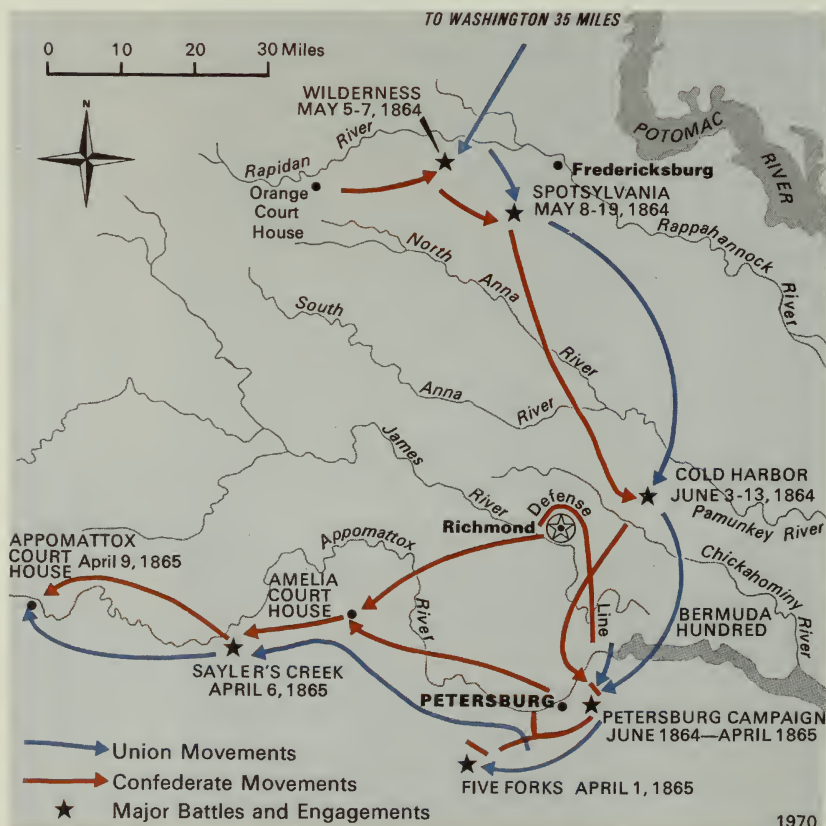 TO WASHINGTON 35 MILES
0 10 20 30 Miles
N
WILDERNESS
MAY 5-7, 1864
Rapidan River
Orange
Court
House
Fredericksburg
POTOMAC
RIVER
SPOTSYLVANIA
MAY 8-19, 1864
Rappahannock
River
North
Anna
River
South
Anna
River
James
River
COLD HARBOR
JUNE 3-13, 1864
Pamunkey River
Richmond
Defense
Line
Chickahominy
River
APPOMATTOX
COURT
HOUSE April 9, 1865
Appomattox
River
AMELIA
COURT
HOUSE
BERMUDA
HUNDRED
SAYLER'S CREEK
APRIL 6, 1865
PETERSBURG
PETERSBURG CAMPAIGN
JUNE 1864—APRIL 1865
FIVE FORKS APRIL 1, 1865
Union Movements
Confederate Movements
Major Battles and Engagements
1970